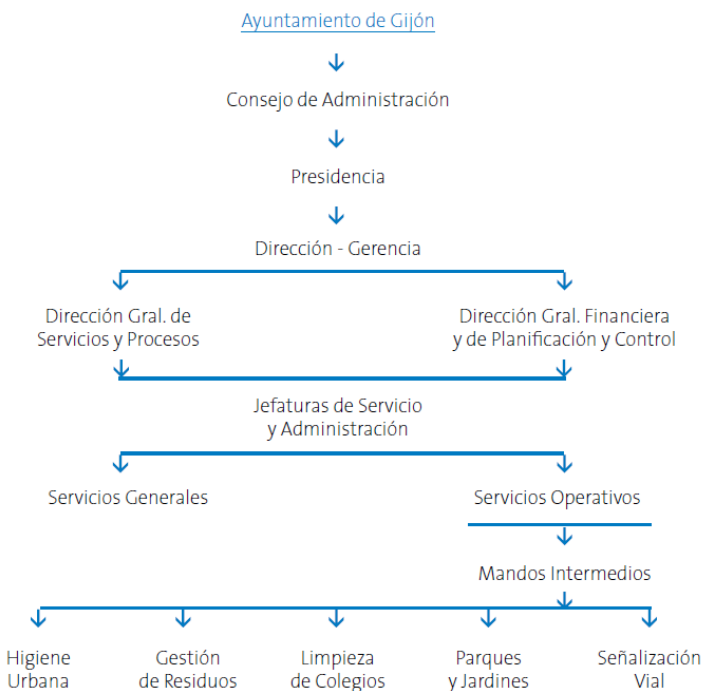 Ayuntamiento de Gijón
Consejo de Administración
Presidencia
Dirección - Gerencia
Dirección Gral. de
Servicios y Procesos
Dirección Gral. Financiera
y de Planificación y Control
Jefaturas de Servicio
y Administración
Servicios Generales
Servicios Operativos
Mandos Intermedios
Higiene
Urbana
Gestión
de Residuos
Limpieza
de Colegios
Parques
y Jardines
Señalización
Vial